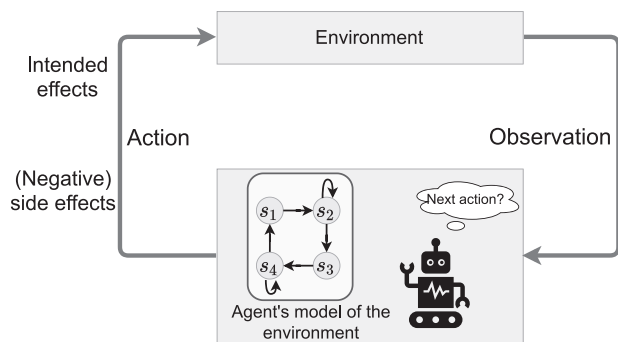 Environment
Intended
effects
Action
Observation
(Negative)
side effects
Next action?
s₁
s₂
s₄
s₃
Agent's model of the
environment